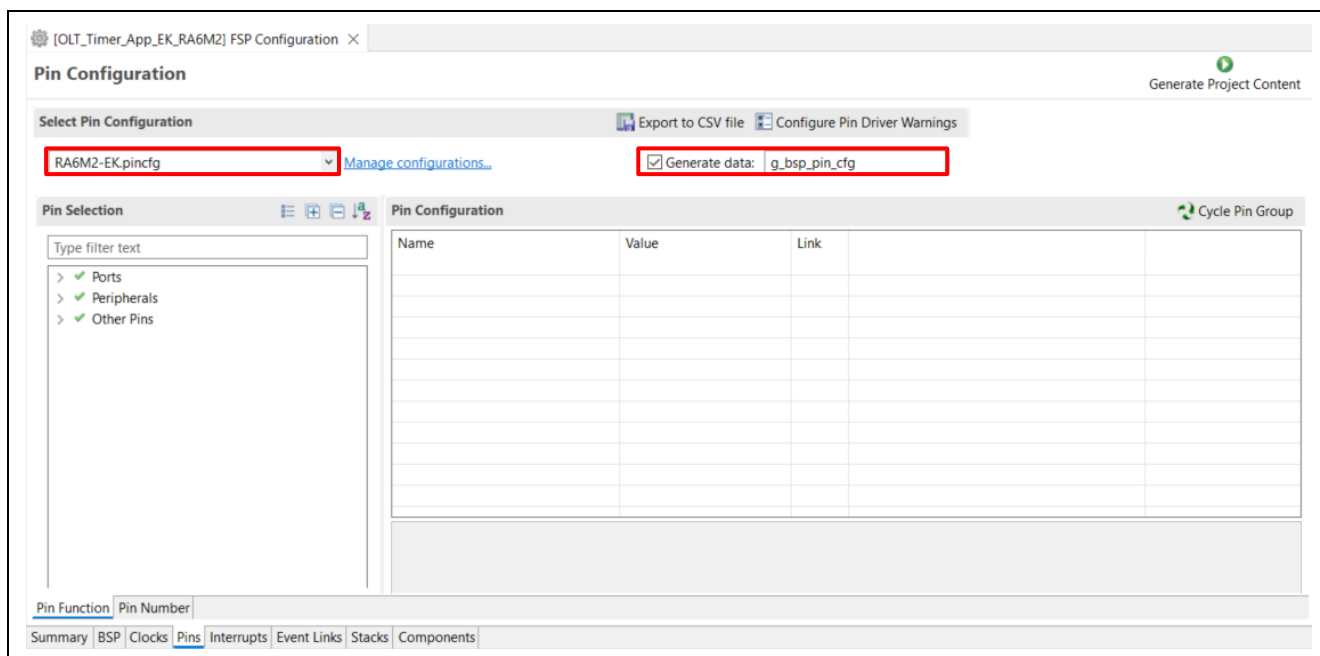 [OLT_Timer_App_EK_RA6M2] FSP Configuration
Pin Configuration
Generate Project Content
Select Pin Configuration
Export to CSV file
Configure Pin Driver Warnings
RA6M2-EK.pincfg
Manage configurations...
Generate data:
g_bsp_pin_cfg
Pin Selection
Pin Configuration
Cycle Pin Group
Type filter text
Name
Value
Link
Ports
Peripherals
Other Pins
Pin Function
Pin Number
Summary
BSP
Clocks
Pins
Interrupts
Event Links
Stacks
Components